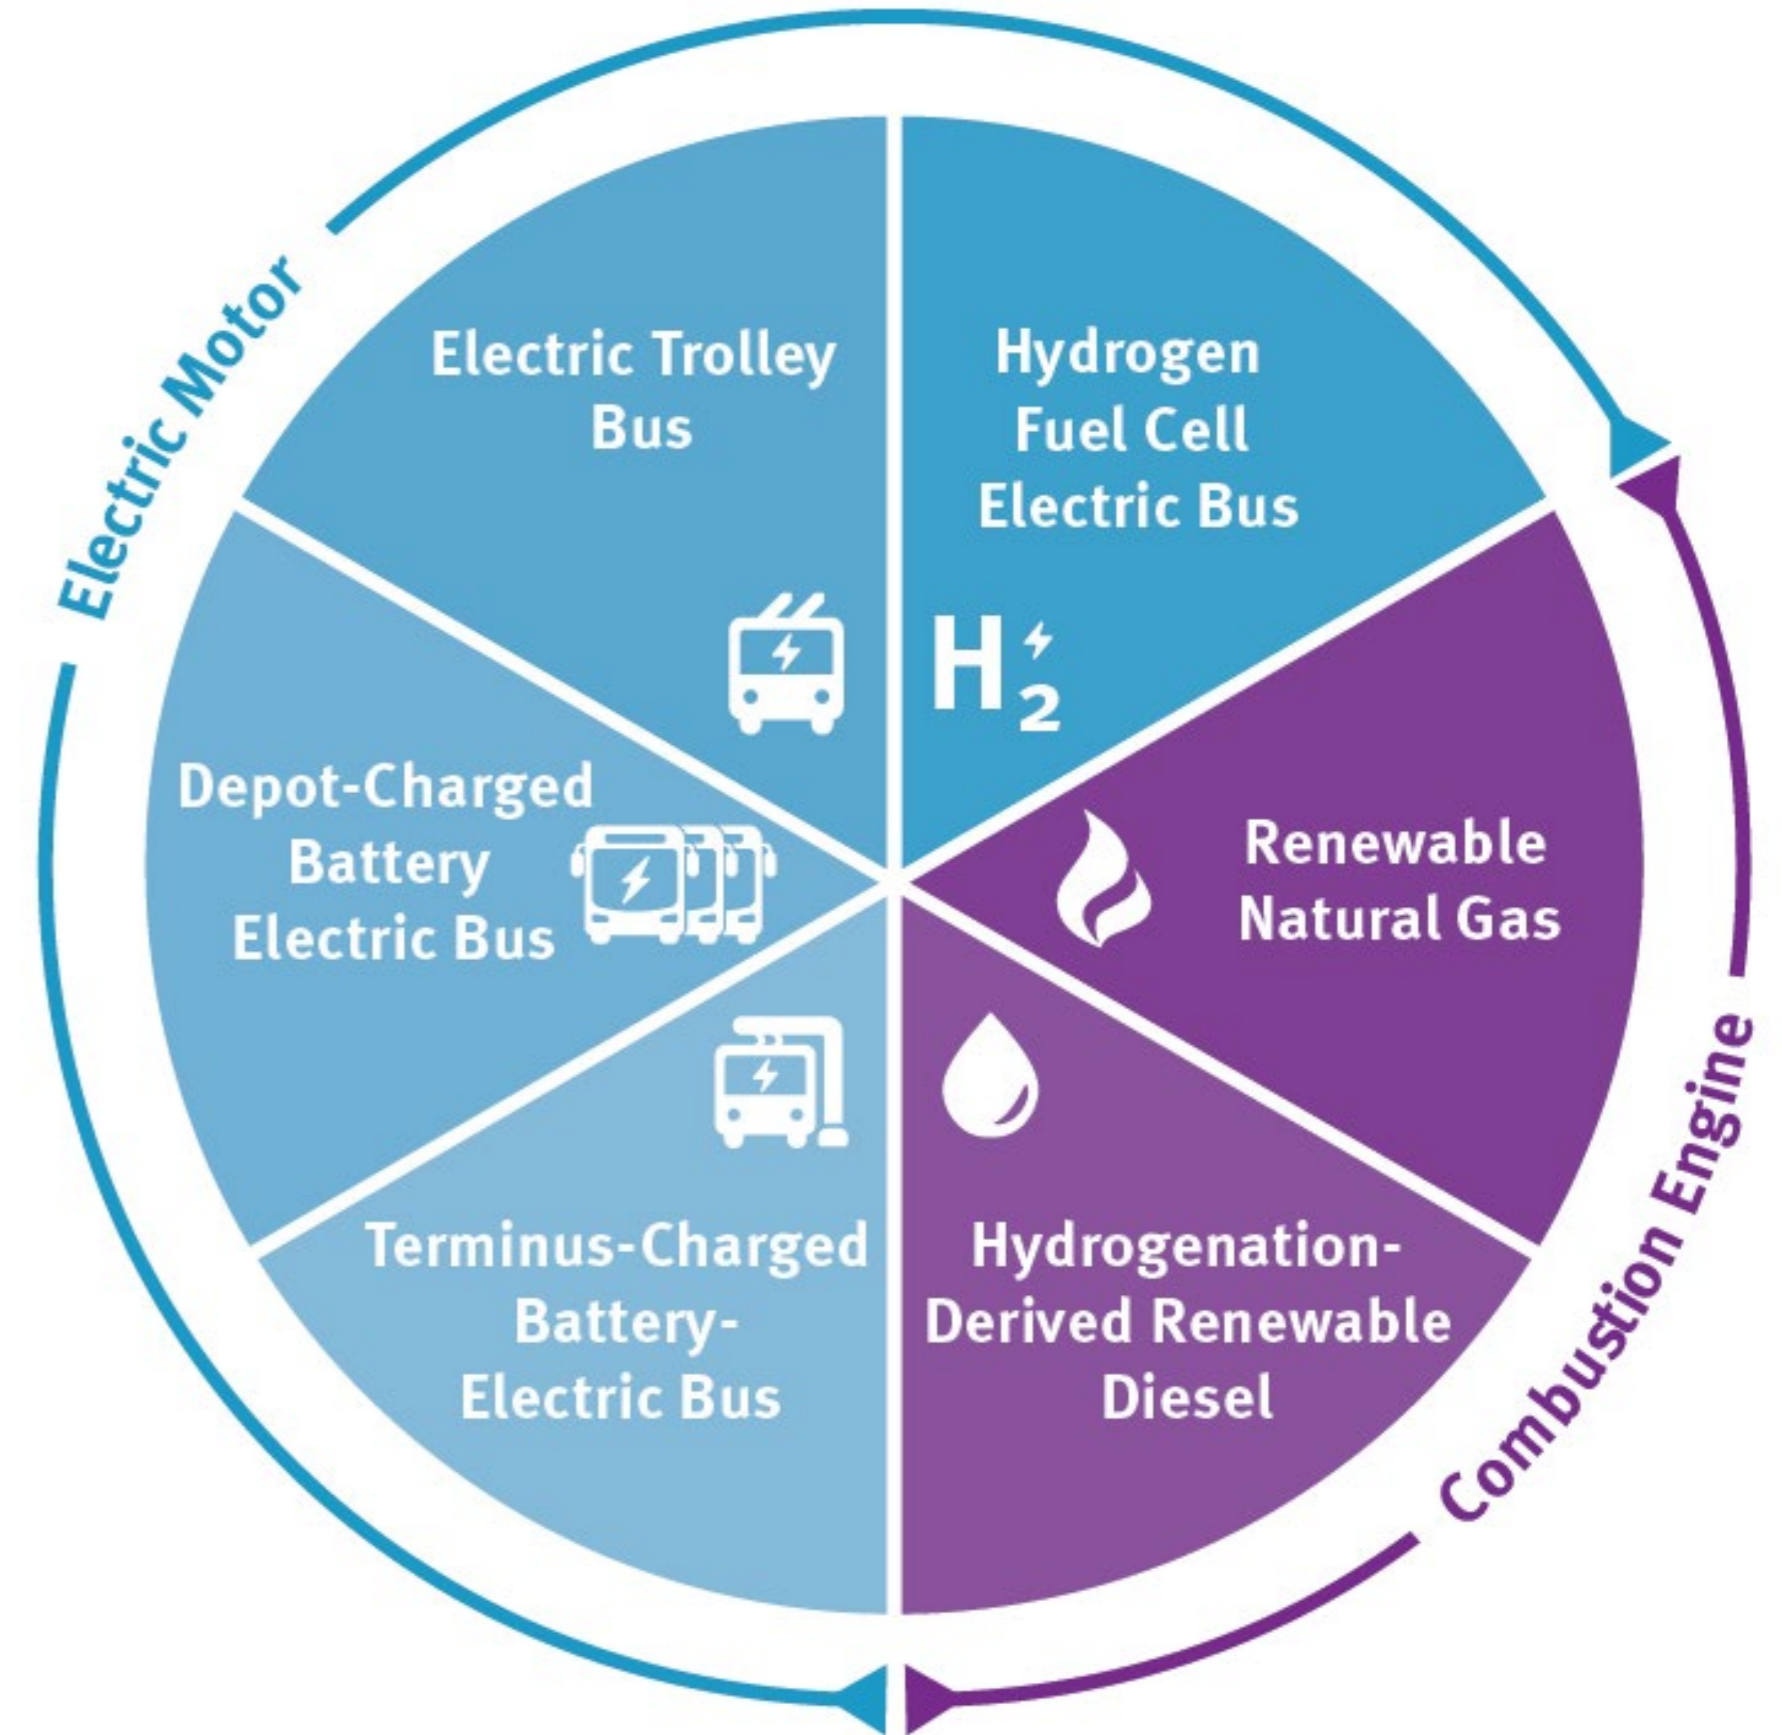 Electric Motor
Electric Trolley
Bus
Hydrogen
Fuel Cell
Electric Bus
H2
Depot-Charged
Battery
Electric Bus
Renewable
Natural Gas
Terminus-Charged
Battery-
Electric Bus
Hydrogenation-
Derived Renewable
Diesel
Combustion Engine